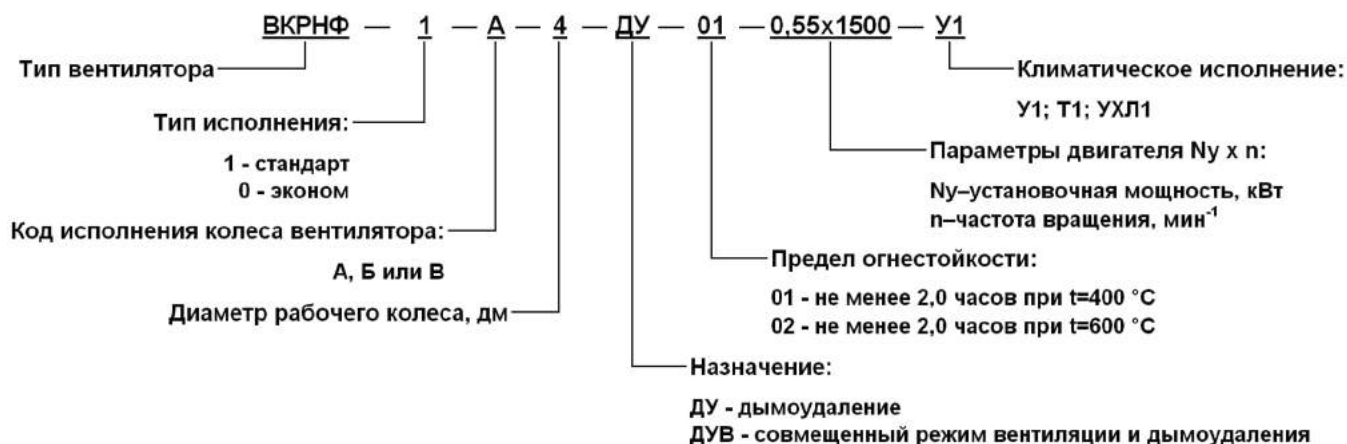 ВКРНФ — 1 — А — 4 — ДУ — 01 — 0,55х1500 — У1
Тип вентилятора
Климатическое исполнение:
У1; Т1; УХЛ1
Тип исполнения:
1 - стандарт
0 - эконом
Параметры двигателя Ny x n:
Ny–установочная мощность, кВт
n–частота вращения, мин⁻¹
Код исполнения колеса вентилятора:
А, Б или В
Предел огнестойкости:
01 - не менее 2,0 часов при t=400 °C
02 - не менее 2,0 часов при t=600 °C
Диаметр рабочего колеса, дм
Назначение:
ДУ - дымоудаление
ДУВ - совмещенный режим вентиляции и дымоудаления